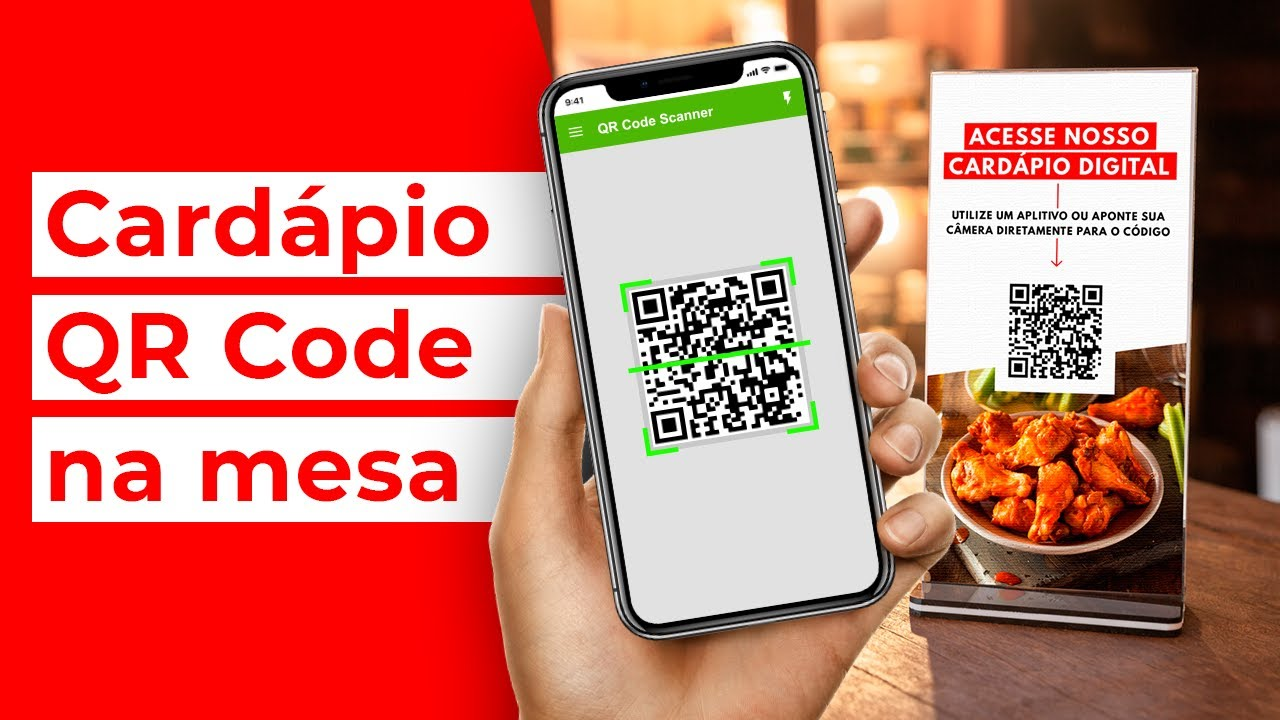 Cardápio
QR Code
na mesa
9:41
QR Code Scanner
ACESSE NOSSO
CARDÁPIO DIGITAL
UTILIZE UM APLITIVO OU APONTE SUA
CÂMERA DIRETAMENTE PARA O CÓDIGO